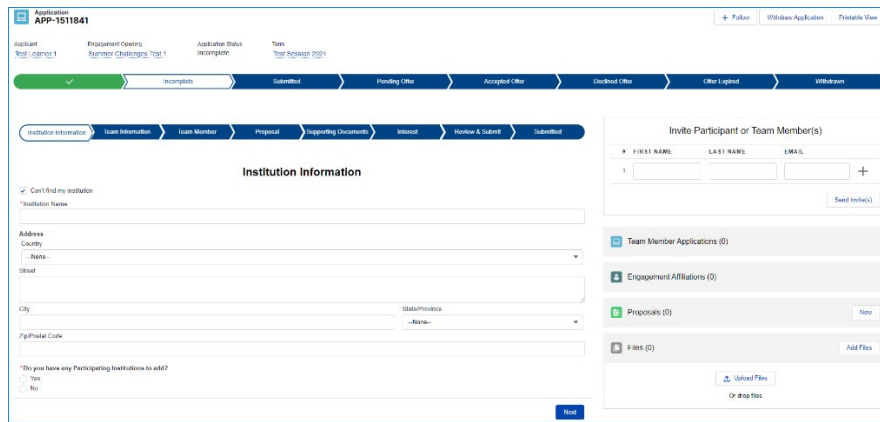 Application
APP-1511841
+ Follow
Withdraw Application
Printable View
Applicant
Test Learner 1
Engagement Opening
Summer Challenges Test 1
Application Status
Incomplete
Term
Test Session 2024
Incomplete
Submitted
Pending Offer
Accepted Offer
Declined Offer
Offer Expired
Withdrawn
Institution Information
Team Information
Team Member
Proposal
Supporting Documents
Interest
Review & Submit
Submitted
Institution Information
Can't find my institution
*Institution Name
Address
Country
--None--
Street
City
State/Province
--None--
Zip/Postal Code
*Do you have any Participating Institutions to add?
Yes
No
Next
Invite Participant or Team Member(s)
# FIRST NAME LAST NAME EMAIL
1
Send Invite(s)
Team Member Applications (0)
Engagement Affiliations (0)
Proposals (0)
New
Files (0)
Add Files
Upload Files
Or drop files